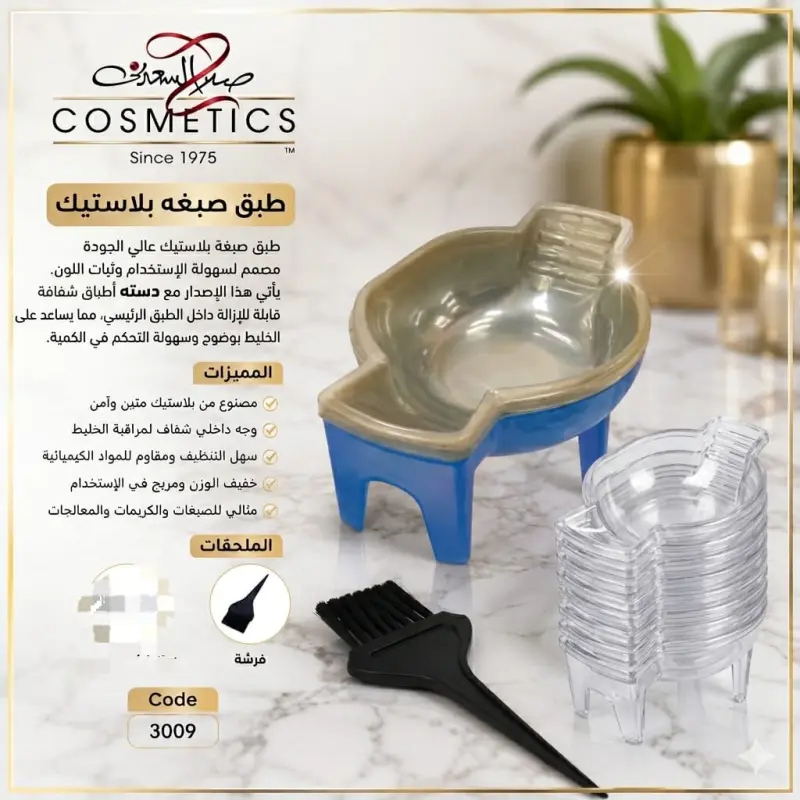 صلاح السعدنى
COSMETICS
Since 1975
TM
طبق صبغه بلاستيك
طبق صبغة بلاستيك عالي الجودة
مصمم لسهولة الإستخدام وثبات اللون.
يأتي هذا الإصدار مع دسته أطباق شفافة
قابلة للإزالة داخل الطبق الرئيسي، مما يساعد على
الخليط بوضوح وسهولة التحكم في الكمية.
المميزات
مصنوع من بلاستيك متين وآمن
وجه داخلي شفاف لمراقبة الخليط
سهل التنظيف ومقاوم للمواد الكيميائية
خفيف الوزن ومريح في الإستخدام
مثالي للصبغات والكريمات والمعالجات
الملحقات
فرشة
Code
3009